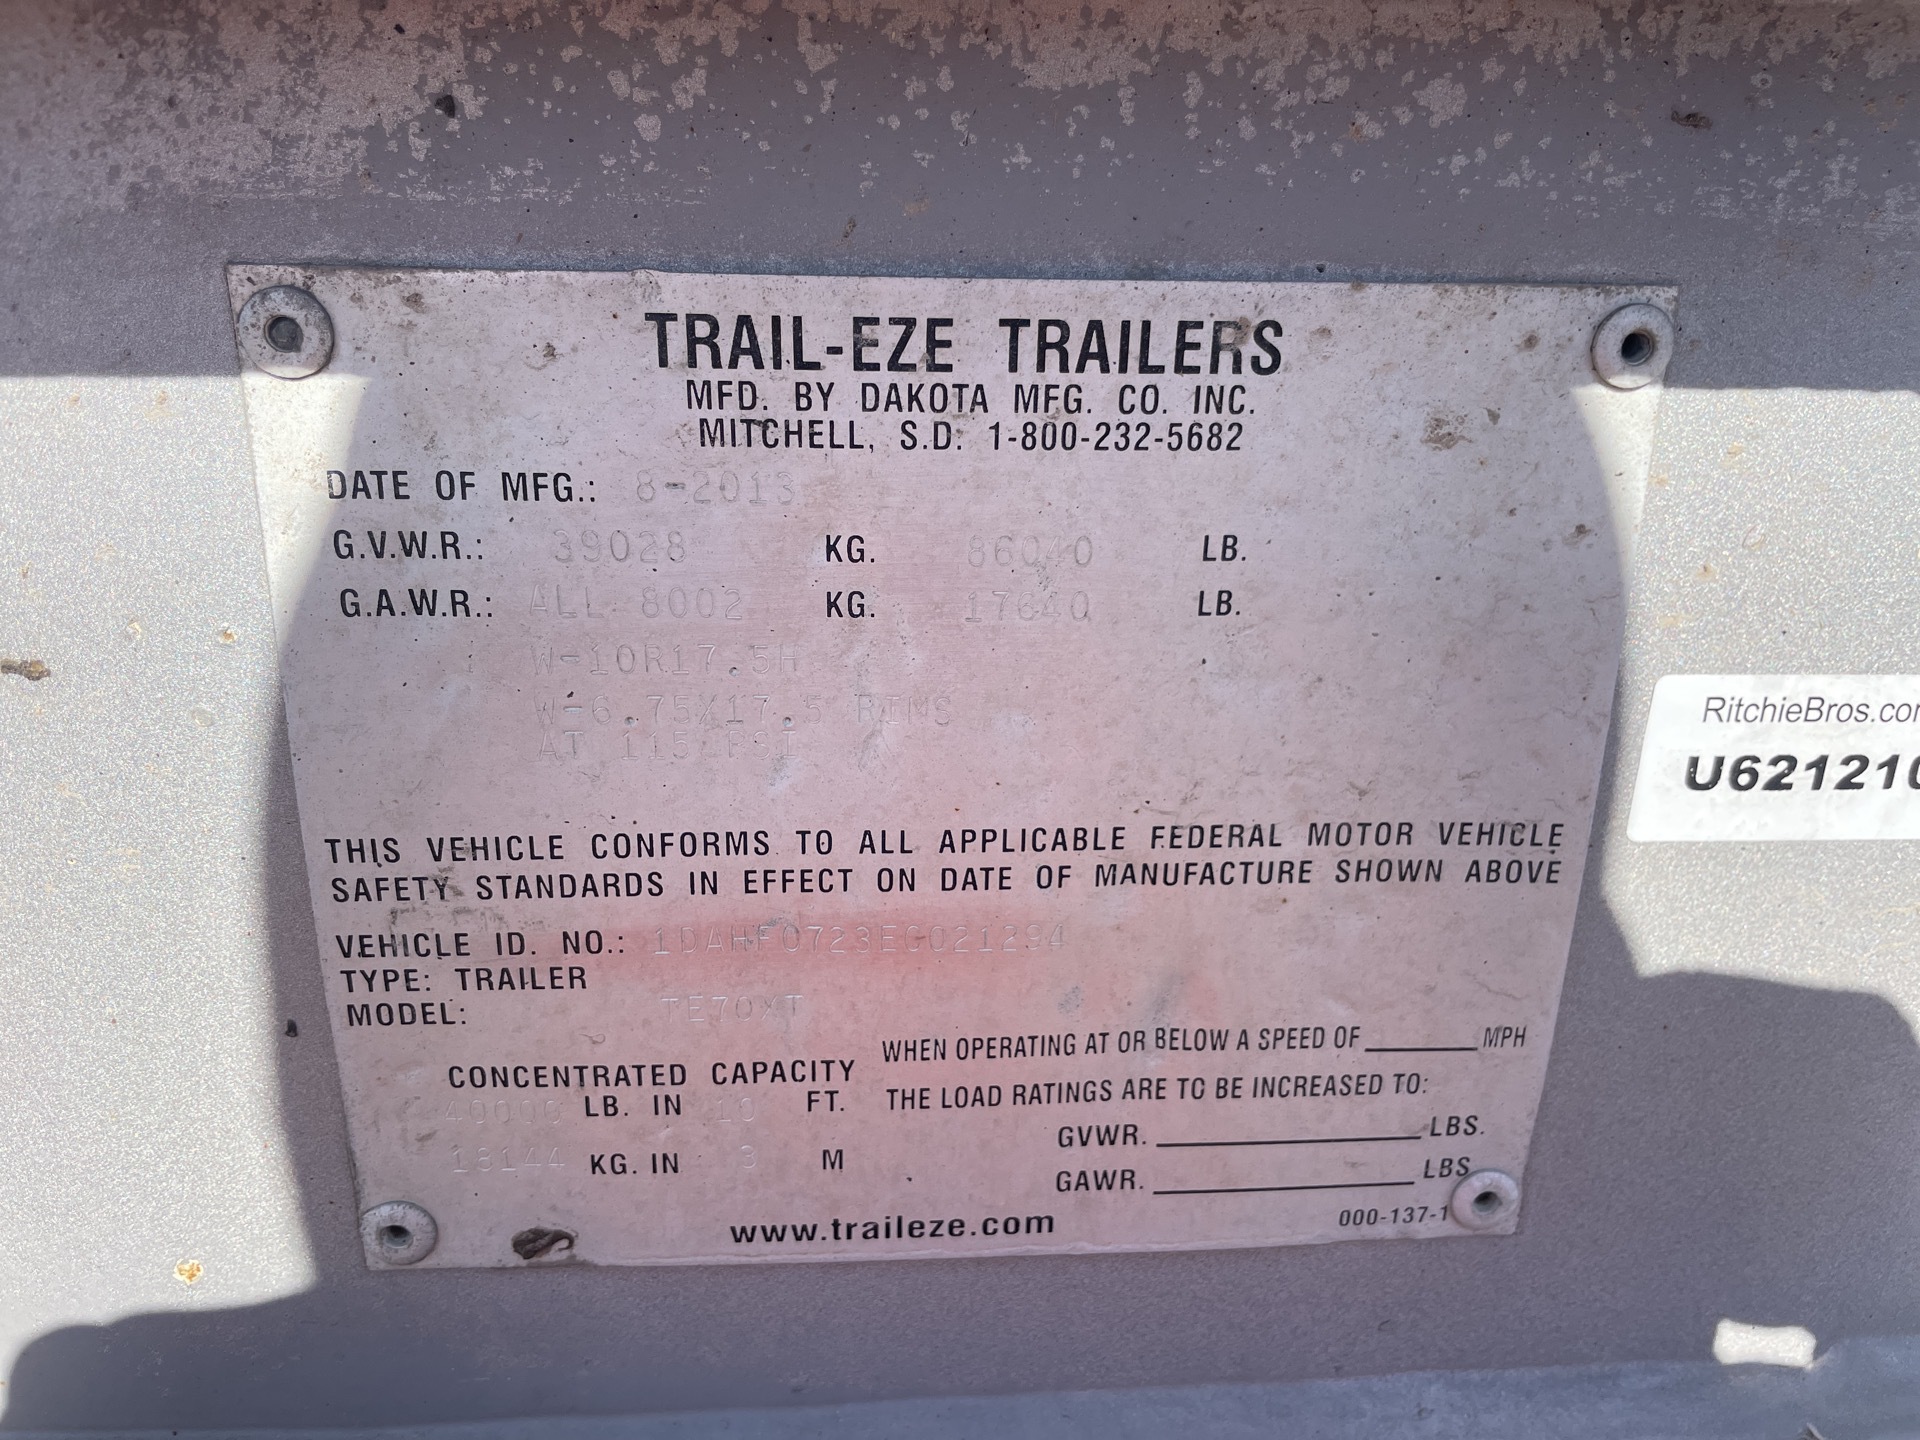 TRAIL-EZE TRAILERS
MFD. BY DAKOTA MFG. CO. INC.
MITCHELL, S.D. 1-800-232-5682
DATE OF MFG.: 8-2013
G.V.W.R.: 39028 KG. 86040 LB.
G.A.W.R.: ALL 8002 KG. 17640 LB.
W-10R17.5H
W-6.75X17.5 RIMS
AT 115 PSI
THIS VEHICLE CONFORMS TO ALL APPLICABLE FEDERAL MOTOR VEHICLE
SAFETY STANDARDS IN EFFECT ON DATE OF MANUFACTURE SHOWN ABOVE
VEHICLE ID. NO.: 1DAHF0723EG021294
TYPE: TRAILER
MODEL: TE70XT
CONCENTRATED CAPACITY
40000 LB. IN 10 FT.
18144 KG. IN 3 M
WHEN OPERATING AT OR BELOW A SPEED OF ______ MPH
THE LOAD RATINGS ARE TO BE INCREASED TO:
GVWR. ______ LBS.
GAWR. ______ LBS
www.traileze.com
000-137-1
RitchieBros.com
U621210